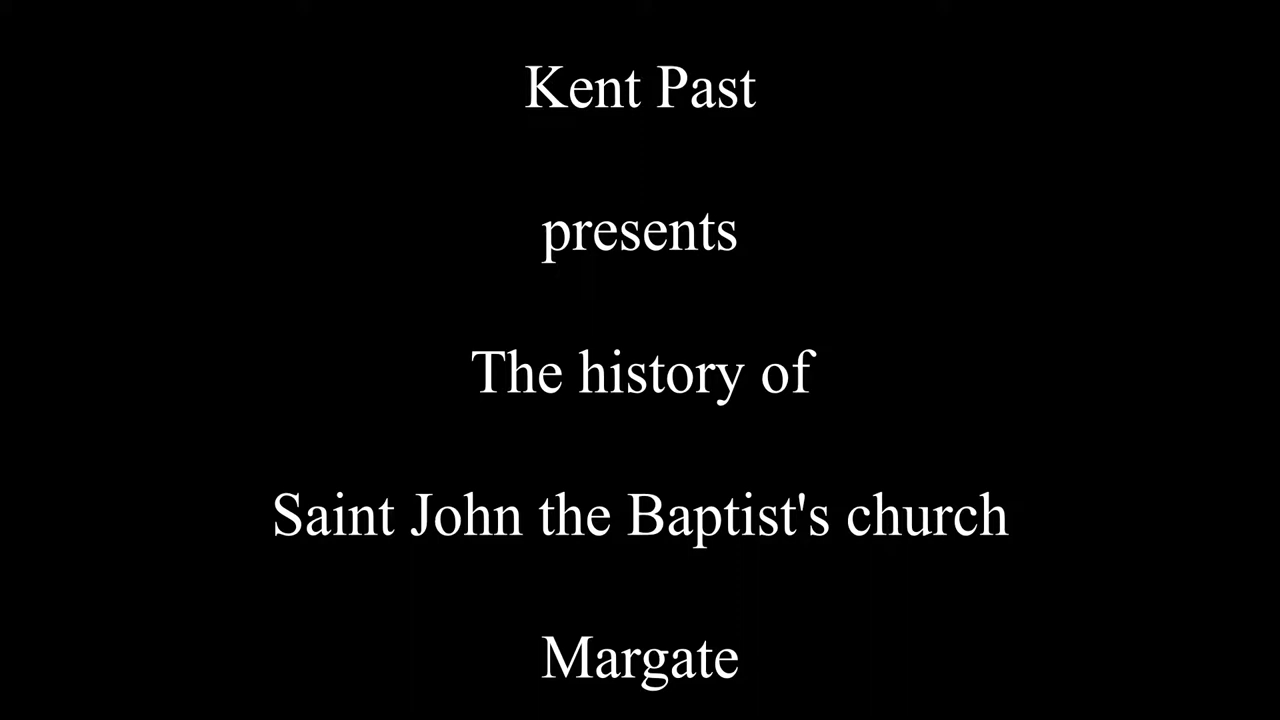 Kent Past
presents
The history of
Saint John the Baptist's church
Margate